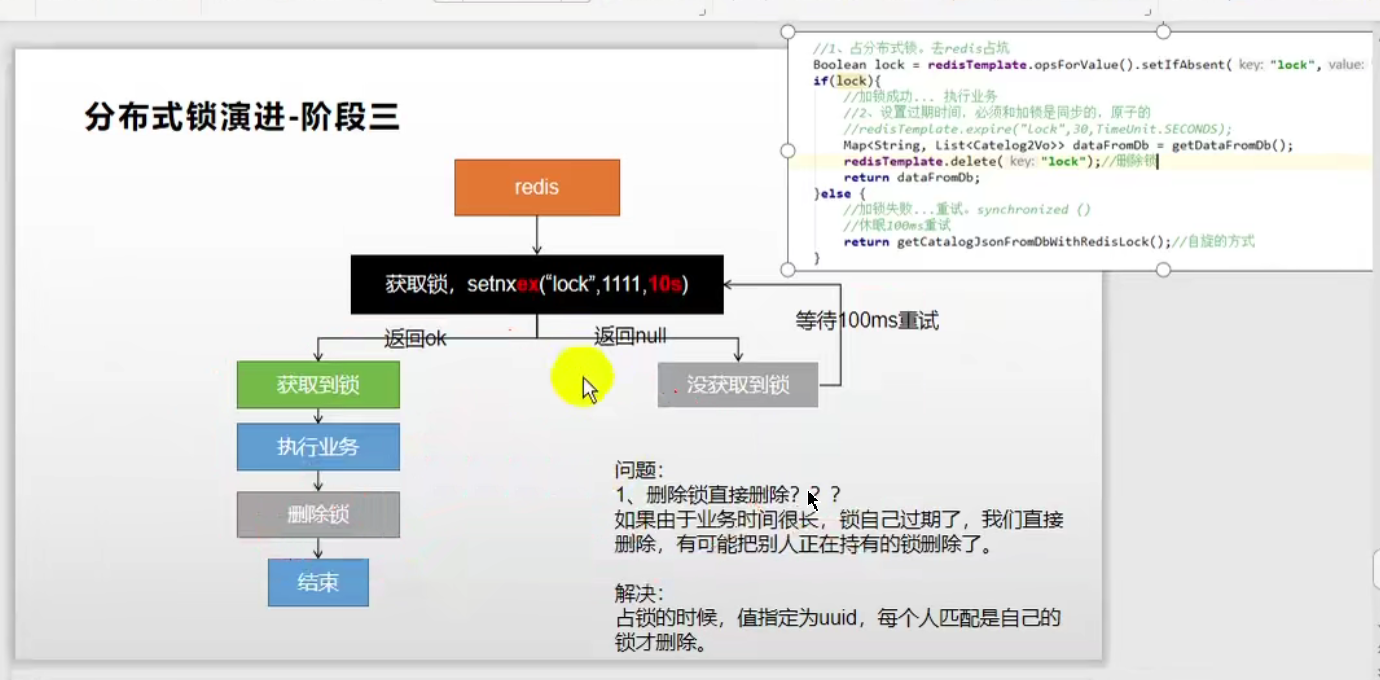 分布式锁演进-阶段三
redis
获取锁，setnxex(“lock”,1111,10s)
返回ok
返回null
等待100ms重试
获取到锁
没获取到锁
执行业务
删除锁
结束
问题：
1、删除锁直接删除？？？
如果由于业务时间很长，锁自己过期了，我们直接
删除，有可能把别人正在持有的锁删除了。
解决：
占锁的时候，值指定为uuid，每个人匹配是自己的
锁才删除。
//1、占分布式锁。去redis占坑
Boolean lock = redisTemplate.opsForValue().setIfAbsent( key: "lock", value:
if(lock){
//加锁成功... 执行业务
//2、设置过期时间，必须和加锁是同步的，原子的
//redisTemplate.expire("lock",30,TimeUnit.SECONDS);
Map<String, List<Catelog2Vo>> dataFromDb = getDataFromDb();
redisTemplate.delete( key: "lock");//删除锁
return dataFromDb;
}else {
//加锁失败...重试。synchronized ()
//休眠100ms重试
return getCatalogJsonFromDbWithRedisLock();//自旋的方式
}